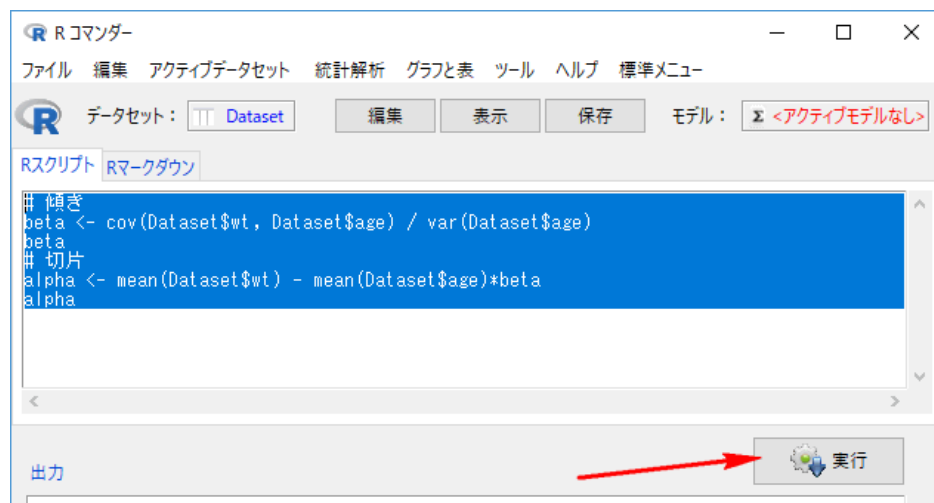 R コマンダー
ファイル 編集 アクティブデータセット 統計解析 グラフと表 ツール ヘルプ 標準メニュー
データセット： Dataset 編集 表示 保存 モデル： Σ <アクティブモデルなし>
Rスクリプト Rマークダウン
# 傾き
beta <- cov(Dataset$wt, Dataset$age) / var(Dataset$age)
beta
# 切片
alpha <- mean(Dataset$wt) - mean(Dataset$age)*beta
alpha
実行
出力